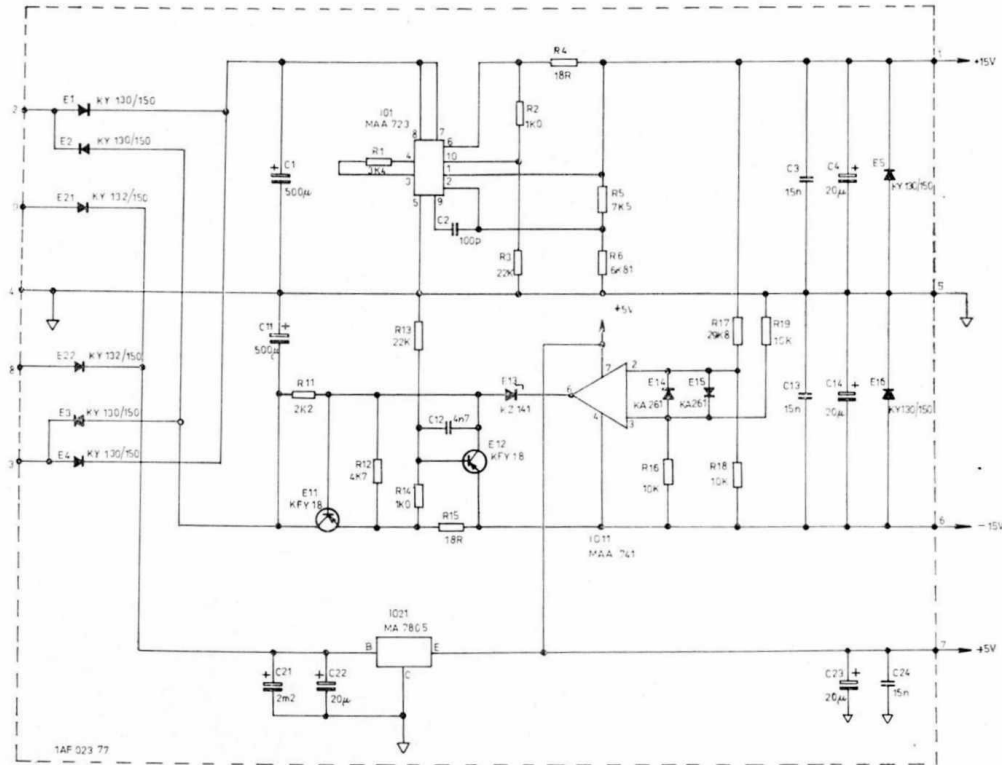 1
+15V
R4
18R
2
E1
KY 130/150
E2
KY 130/150
IO1
MAA 723
8
7
6
4
10
3
1
2
5
9
R1
3K4
R2
1K0
C1
+
500µ
E21
KY 132/150
C2
100p
R5
7K5
R3
22K
R6
6K81
C3
15n
C4
+
20µ
E5
KY 130/150
4
5
+5V
C11
+
500µ
R13
22K
R17
29K8
R19
10K
8
E22
KY 132/150
R11
2K2
E13
KZ 141
6
7
4
2
3
E14
KA 261
E15
KA261
C13
15n
C14
+
20µ
E16
KY130/150
E3
KY 130/150
C12
4n7
E12
KFY 18
3
E4
KY 130/150
R12
4K7
R14
1K0
R16
10K
R18
10K
E11
KFY 18
R15
18R
6
-15V
IO11
MAA 741
IO21
MA 7805
B
E
C
7
+5V
C21
+
2m2
C22
+
20µ
C23
+
20µ
C24
15n
1AF 023 77